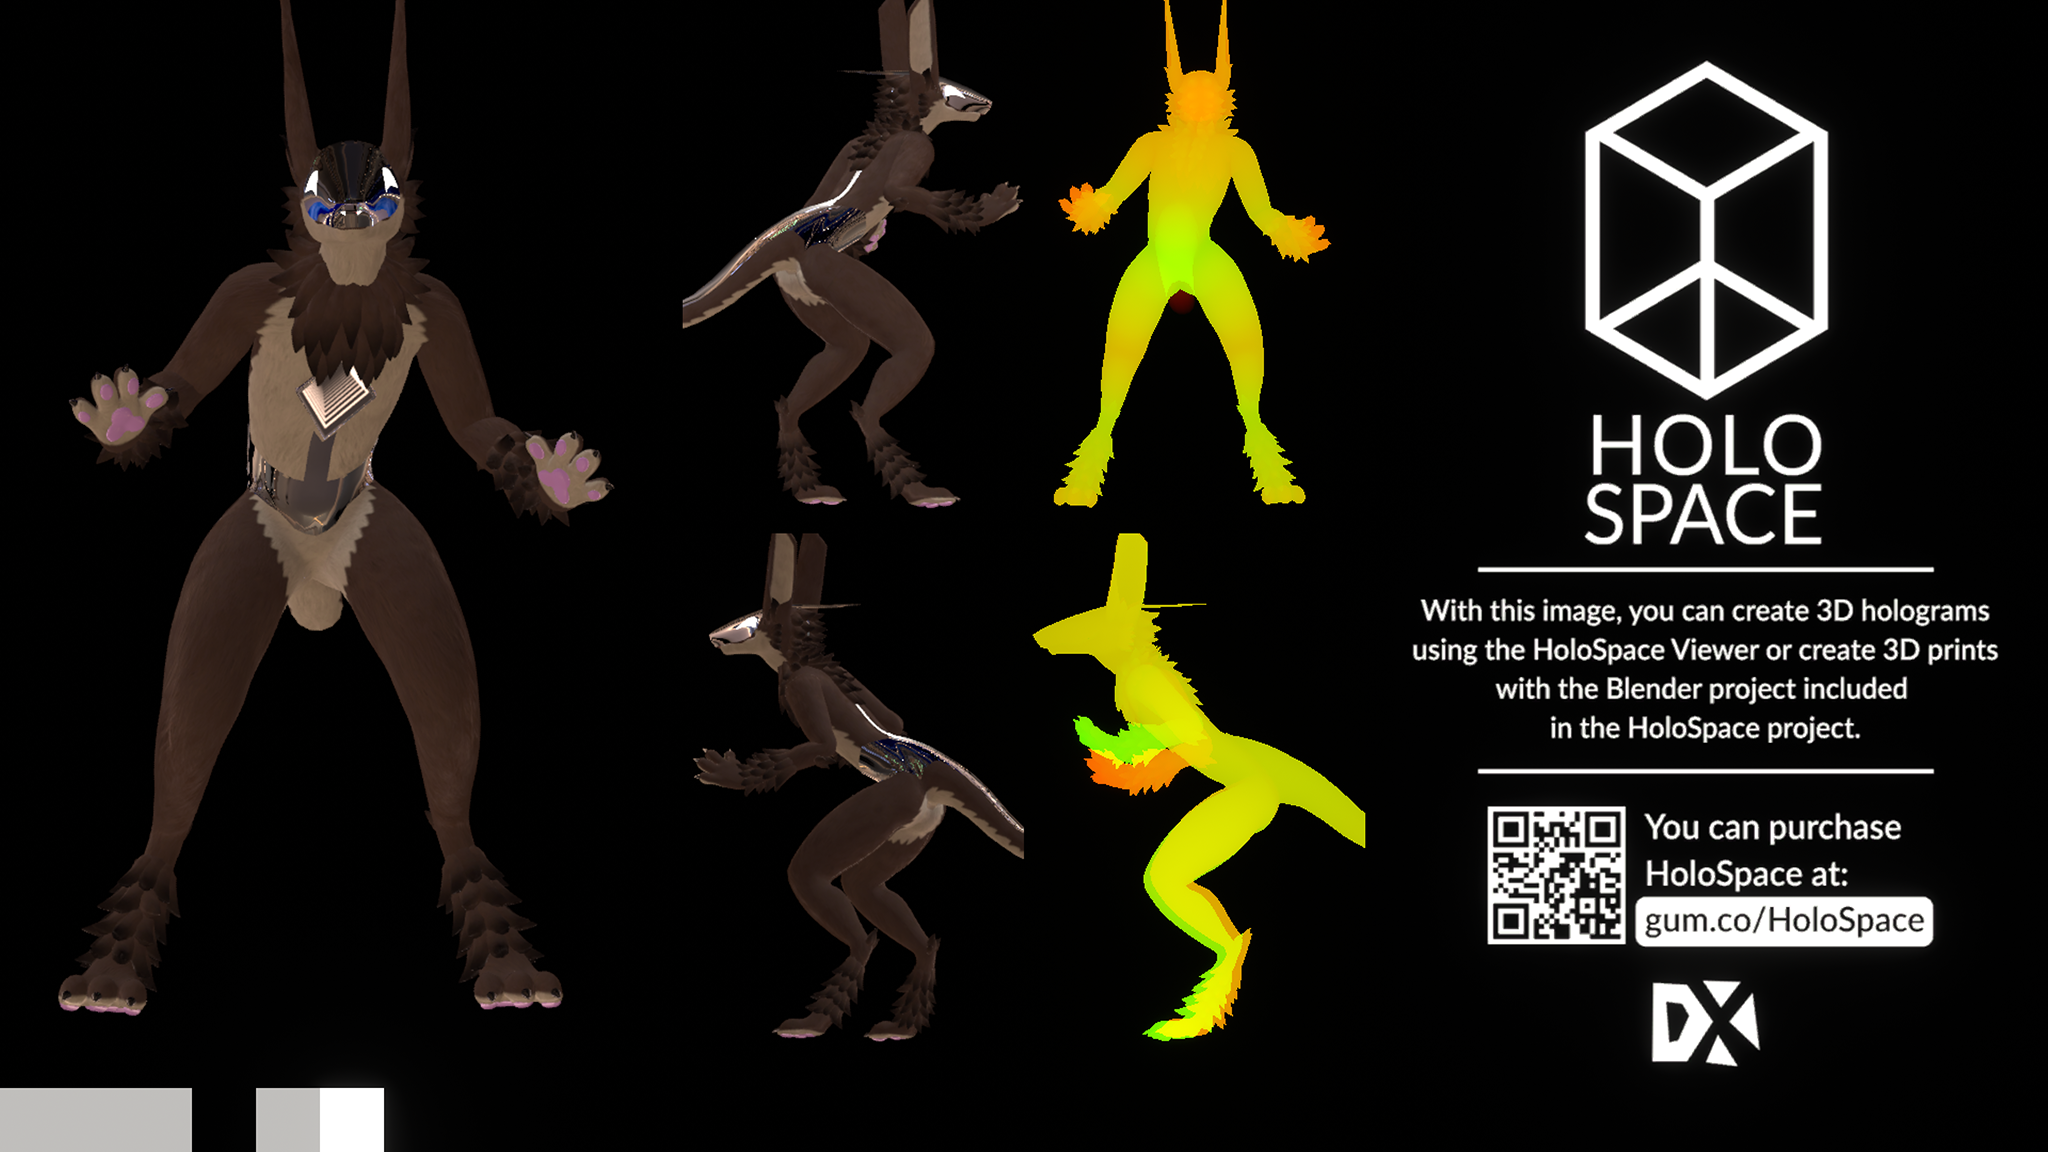 HOLO
SPACE
With this image, you can create 3D holograms
using the HoloSpace Viewer or create 3D prints
with the Blender project included
in the HoloSpace project.
You can purchase
HoloSpace at:
gum.co/HoloSpace
DX